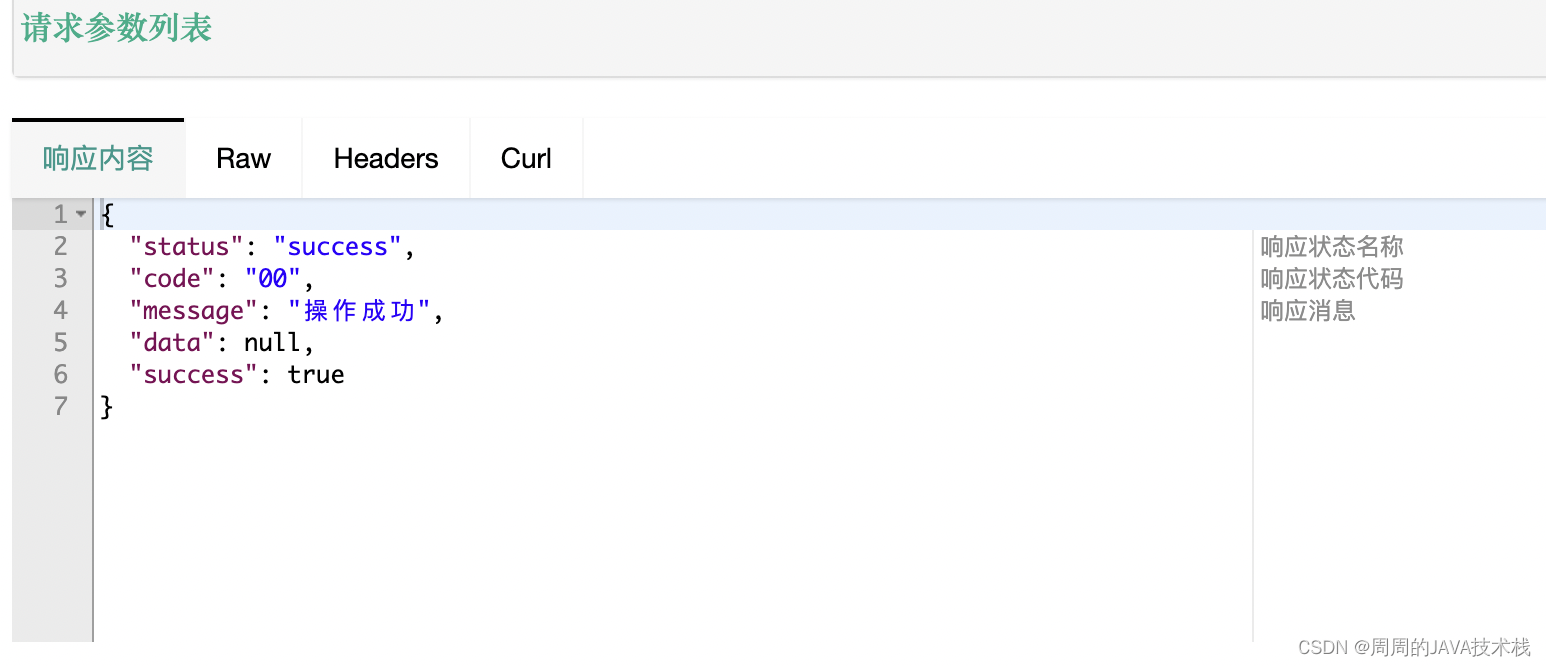 请求参数列表
响应内容 Raw Headers Curl
1 {
2 "status": "success", 响应状态名称
3 "code": "00", 响应状态代码
4 "message": "操作成功", 响应消息
5 "data": null,
6 "success": true
7 }
CSDN @周周的JAVA技术栈